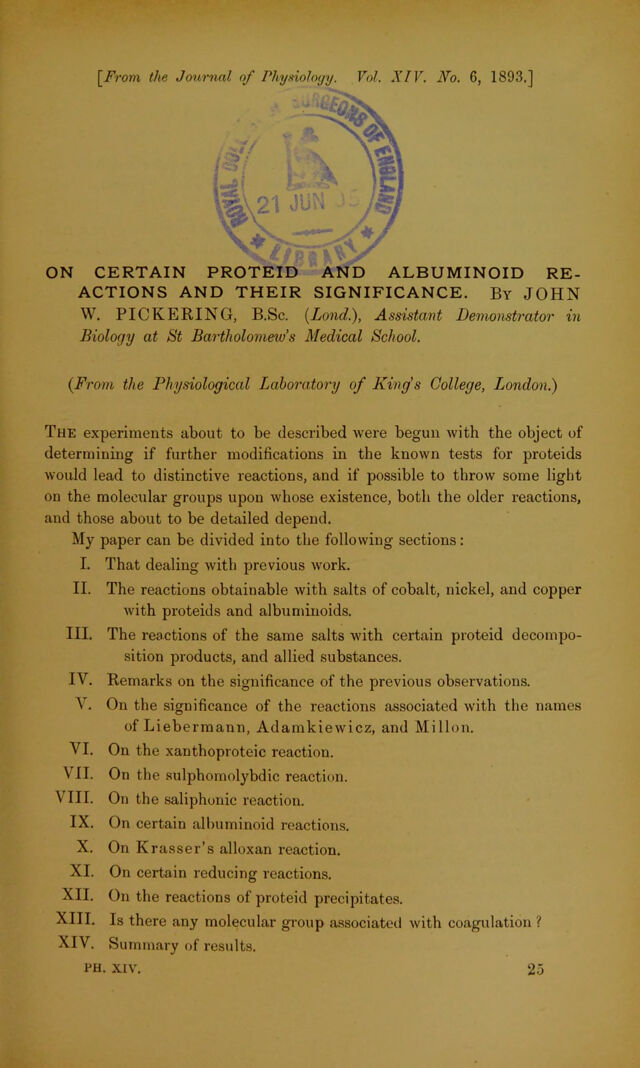 [From the Journal of Physiology. Vol. XIV. No. 6, 1893.]
ROYAL COLL SURGEONS OF ENGLAND
21 JUN
* LIBRARY *
ON CERTAIN PROTEID AND ALBUMINOID RE-
ACTIONS AND THEIR SIGNIFICANCE. BY JOHN
W. PICKERING, B.Sc. (Lond.), Assistant Demonstrator in
Biology at St Bartholomew's Medical School.
(From the Physiological Laboratory of King's College, London.)
THE experiments about to be described were begun with the object of
determining if further modifications in the known tests for proteids
would lead to distinctive reactions, and if possible to throw some light
on the molecular groups upon whose existence, both the older reactions,
and those about to be detailed depend.
My paper can be divided into the following sections:
I. That dealing with previous work.
II. The reactions obtainable with salts of cobalt, nickel, and copper
with proteids and albuminoids.
III. The reactions of the same salts with certain proteid decompo-
sition products, and allied substances.
IV. Remarks on the significance of the previous observations.
V. On the significance of the reactions associated with the names
of Liebermann, Adamkiewicz, and Millon.
VI. On the xanthoproteic reaction.
VII. On the sulphomolybdic reaction.
VIII. On the saliphonic reaction.
IX. On certain albuminoid reactions.
X. On Krasser's alloxan reaction.
XI. On certain reducing reactions.
XII. On the reactions of proteid precipitates.
XIII. Is there any molecular group associated with coagulation?
XIV. Summary of results.
PH. XIV. 25